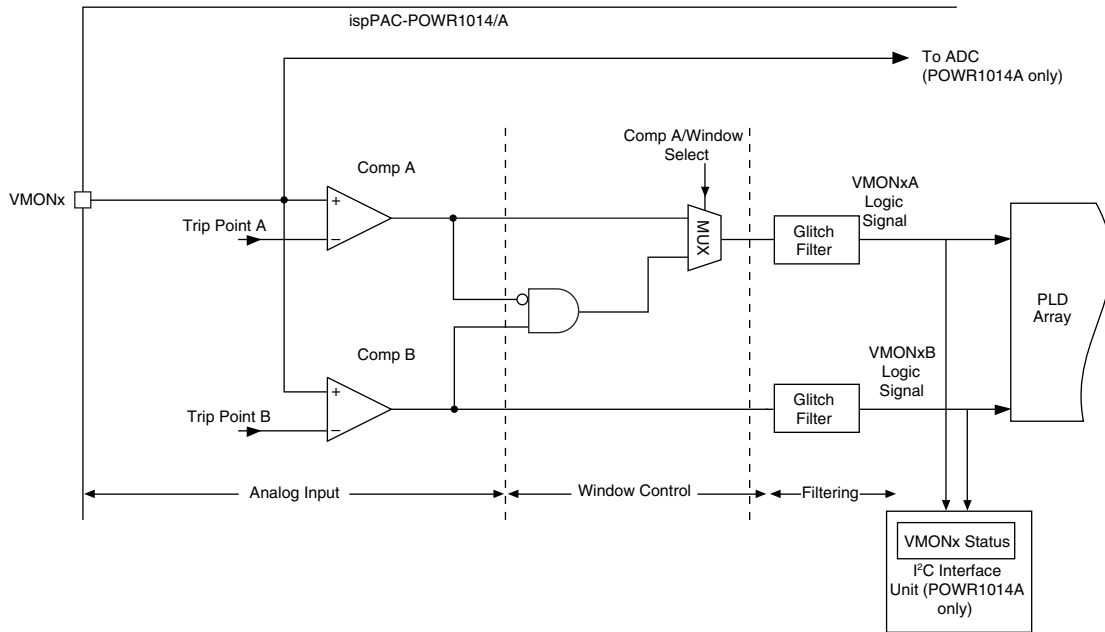 ispPAC-POWR1014/A
To ADC
(POWR1014A only)
Comp A/Window
Select
Comp A
VMONx
+
–
Trip Point A
MUX
Glitch
Filter
VMONxA
Logic
Signal
PLD
Array
Comp B
+
–
Trip Point B
Glitch
Filter
VMONxB
Logic
Signal
Analog Input
Window Control
Filtering
VMONx Status
I²C Interface
Unit (POWR1014A
only)